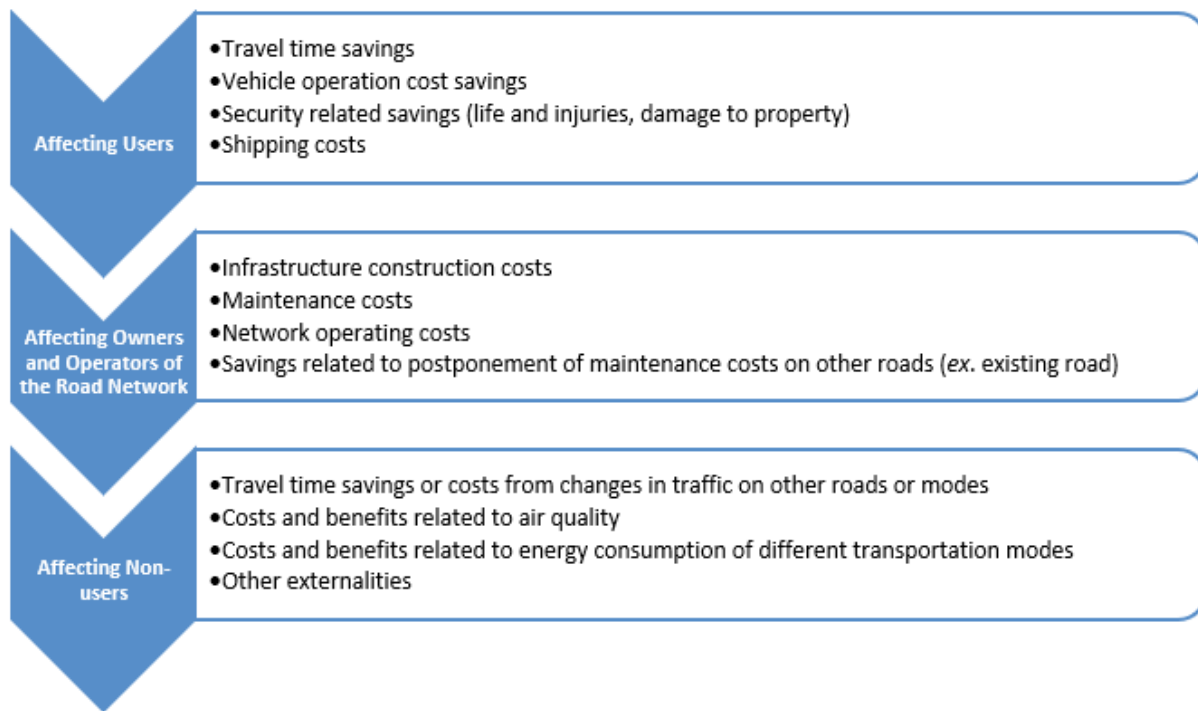 Affecting Users
•Travel time savings
•Vehicle operation cost savings
•Security related savings (life and injuries, damage to property)
•Shipping costs
Affecting Owners
and Operators of
the Road Network
•Infrastructure construction costs
•Maintenance costs
•Network operating costs
•Savings related to postponement of maintenance costs on other roads (ex. existing road)
Affecting Non-
users
•Travel time savings or costs from changes in traffic on other roads or modes
•Costs and benefits related to air quality
•Costs and benefits related to energy consumption of different transportation modes
•Other externalities